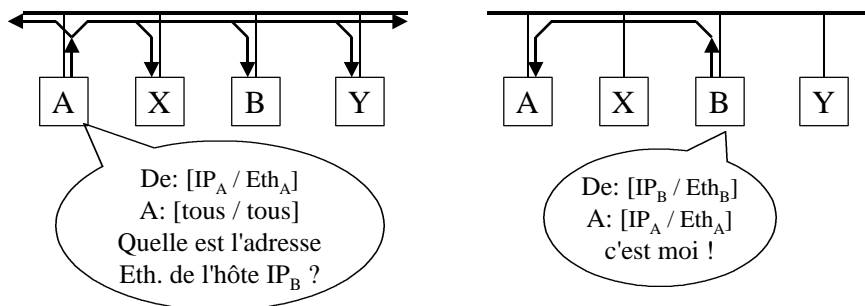 A X B Y
De: [IP_A / Eth_A]
A: [tous / tous]
Quelle est l'adresse
Eth. de l'hôte IP_B ?
A X B Y
De: [IP_B / Eth_B]
A: [IP_A / Eth_A]
c'est moi !